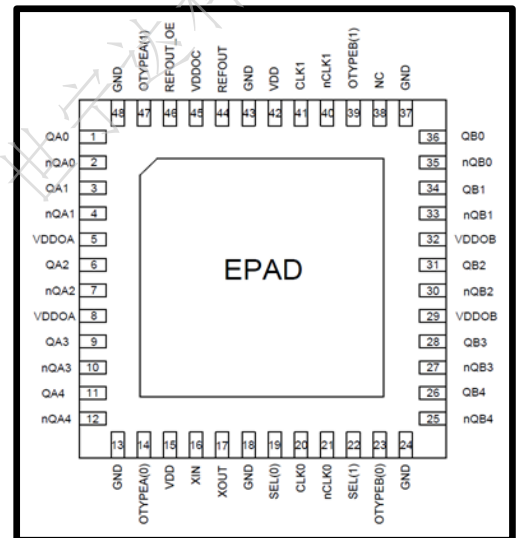 GND
OTYPEA(1)
REFOUT_OE
VDDOC
REFOUT
GND
VDD
CLK1
nCLK1
OTYPEB(1)
NC
GND
48 47 46 45 44 43 42 41 40 39 38 37
QA0 1
nQA0 2
QA1 3
nQA1 4
VDDOA 5
QA2 6
nQA2 7
VDDOA 8
QA3 9
nQA3 10
QA4 11
nQA4 12
EPAD
36 QB0
35 nQB0
34 QB1
33 nQB1
32 VDDOB
31 QB2
30 nQB2
29 VDDOB
28 QB3
27 nQB3
26 QB4
25 nQB4
13 14 15 16 17 18 19 20 21 22 23 24
GND
OTYPEA(0)
VDD
XIN
XOUT
GND
SEL(0)
CLK0
nCLK0
SEL(1)
OTYPEB(0)
GND